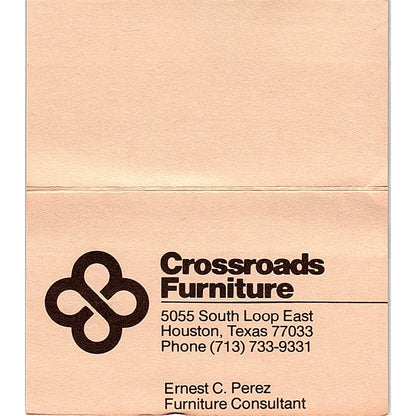 Crossroads
Furniture
5055 South Loop East
Houston, Texas 77033
Phone (713) 733-9331
Ernest C. Perez
Furniture Consultant